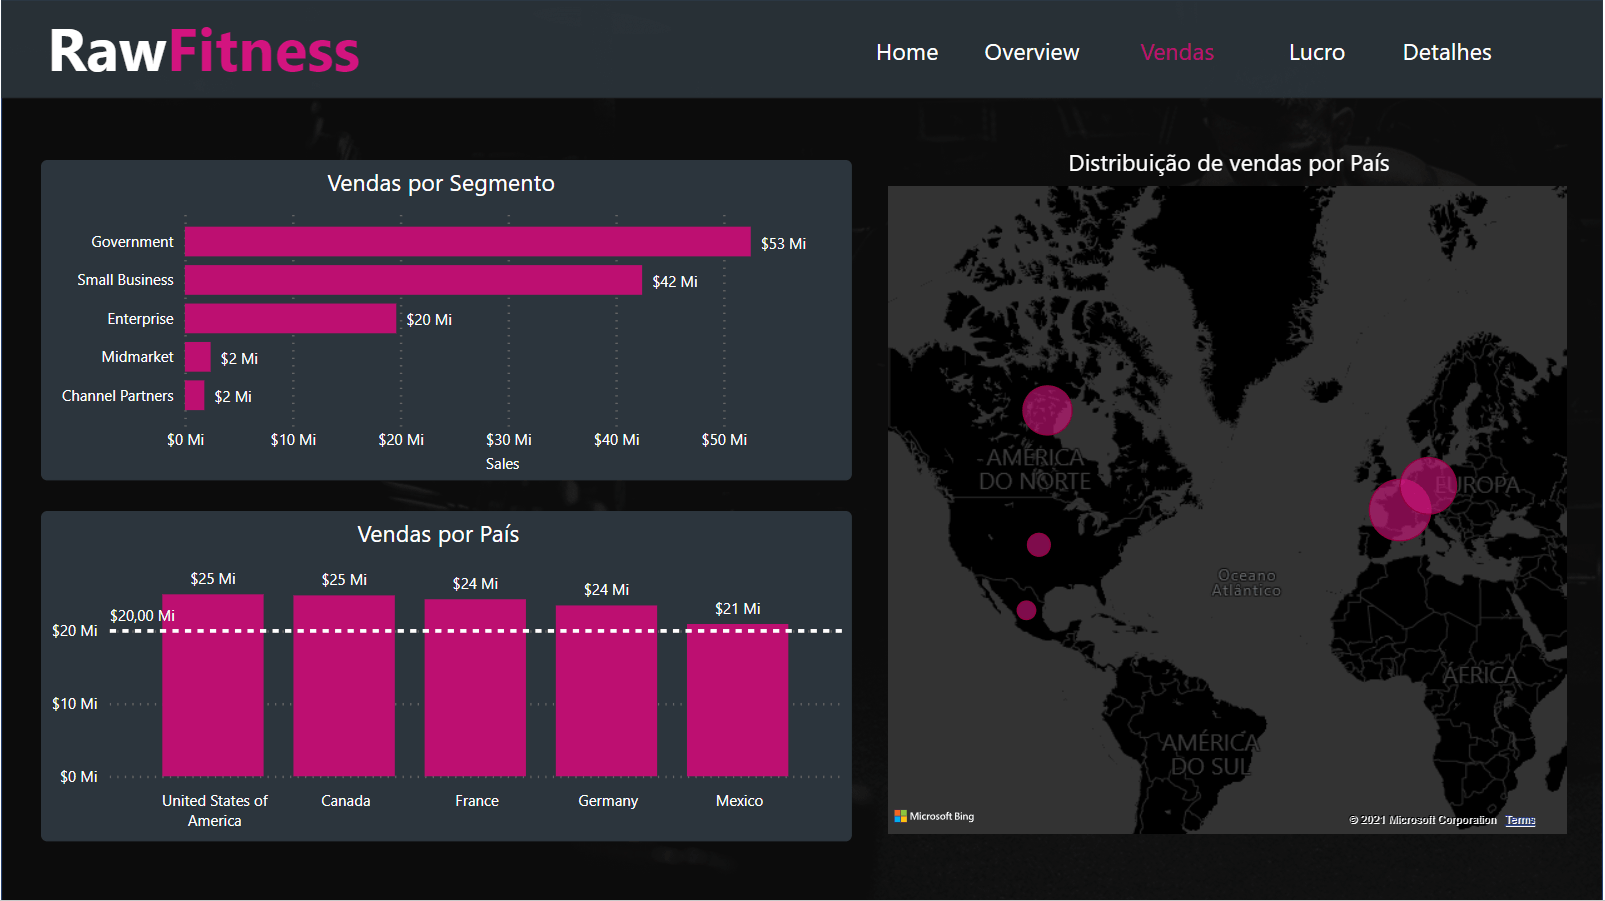 RawFitness
Home Overview Vendas Lucro Detalhes
Vendas por Segmento
Government $53 Mi
Small Business $42 Mi
Enterprise $20 Mi
Midmarket $2 Mi
Channel Partners $2 Mi
$0 Mi $10 Mi $20 Mi $30 Mi $40 Mi $50 Mi
Sales
Vendas por País
$25 Mi $25 Mi $24 Mi $24 Mi $21 Mi
$20,00 Mi
$20 Mi
$10 Mi
$0 Mi
United States of
America
Canada
France
Germany
Mexico
Distribuição de vendas por País
AMÉRICA
DO NORTE
EUROPA
Oceano
Atlântico
ÁFRICA
AMÉRICA
DO SUL
Microsoft Bing
© 2021 Microsoft Corporation Terms